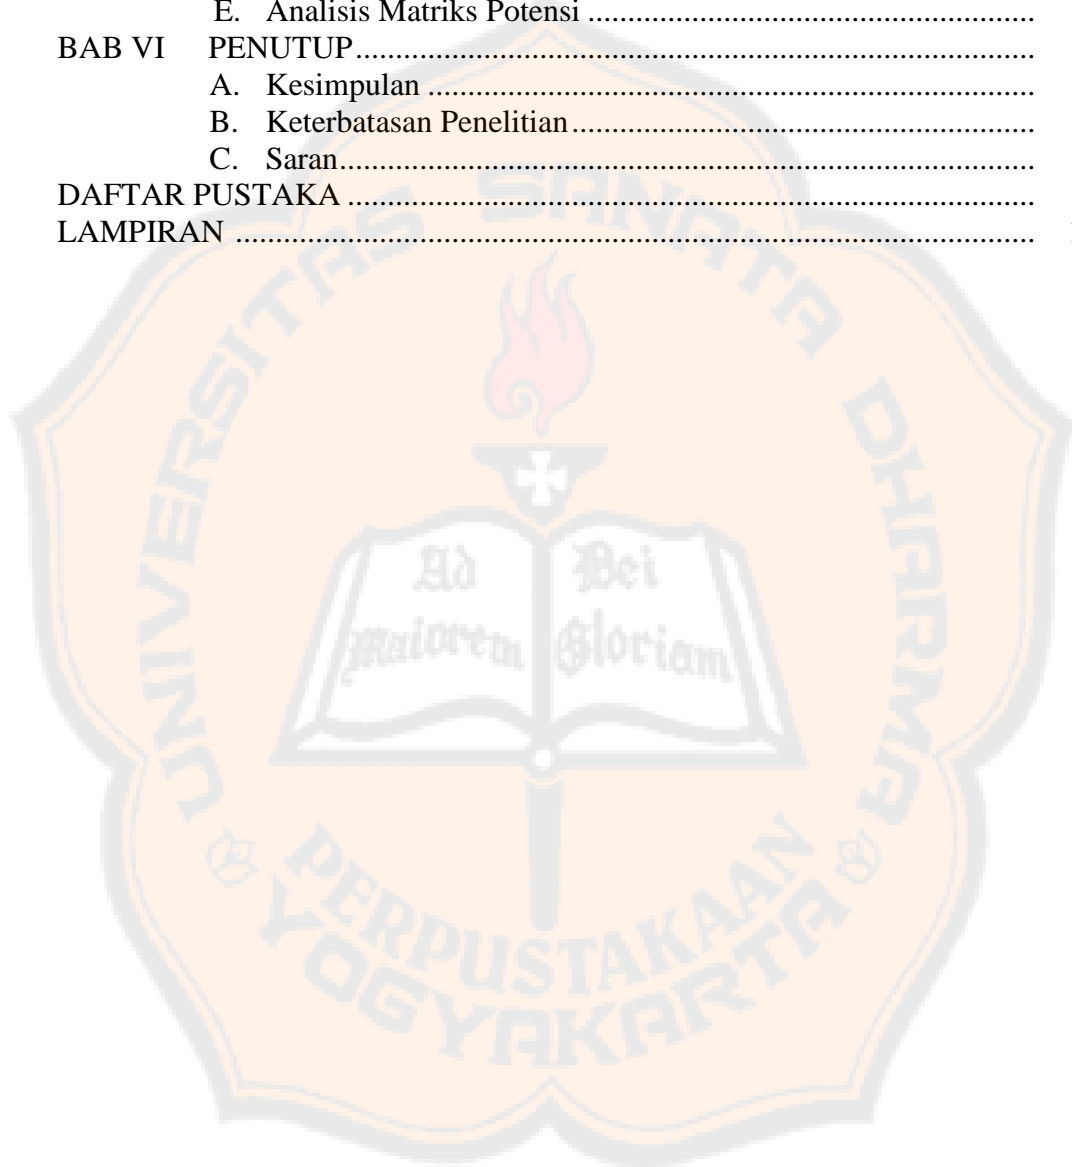 E. Analisis Matriks Potensi ........................................................
BAB VI PENUTUP.....................................................................................
A. Kesimpulan ............................................................................
B. Keterbatasan Penelitian..........................................................
C. Saran.......................................................................................
DAFTAR PUSTAKA ......................................................................................
LAMPIRAN ....................................................................................................
UNIVERSITAS SANATA DHARMA
Ad Dei
maiorem Gloriam
PERPUSTAKAAN
YOGYAKARTA